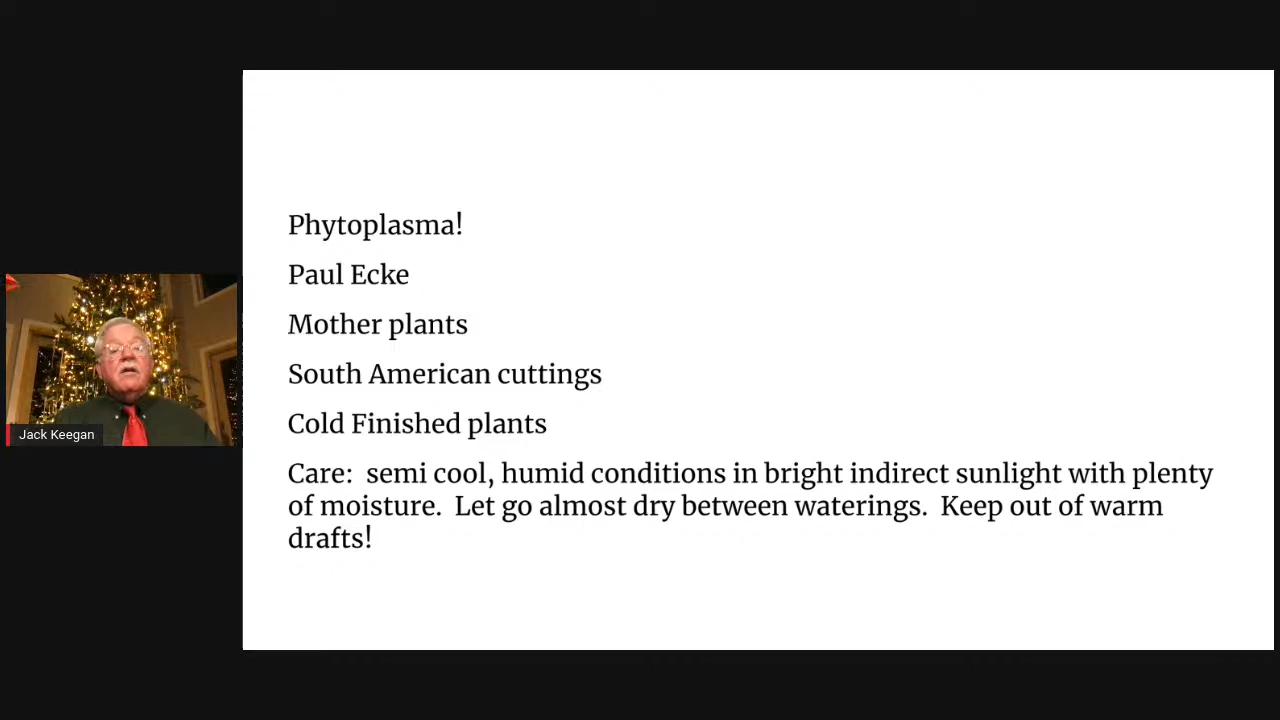 Phytoplasma!
Paul Ecke
Mother plants
South American cuttings
Cold Finished plants
Care:  semi cool, humid conditions in bright indirect sunlight with plenty
of moisture.  Let go almost dry between waterings.  Keep out of warm
drafts!
Jack Keegan